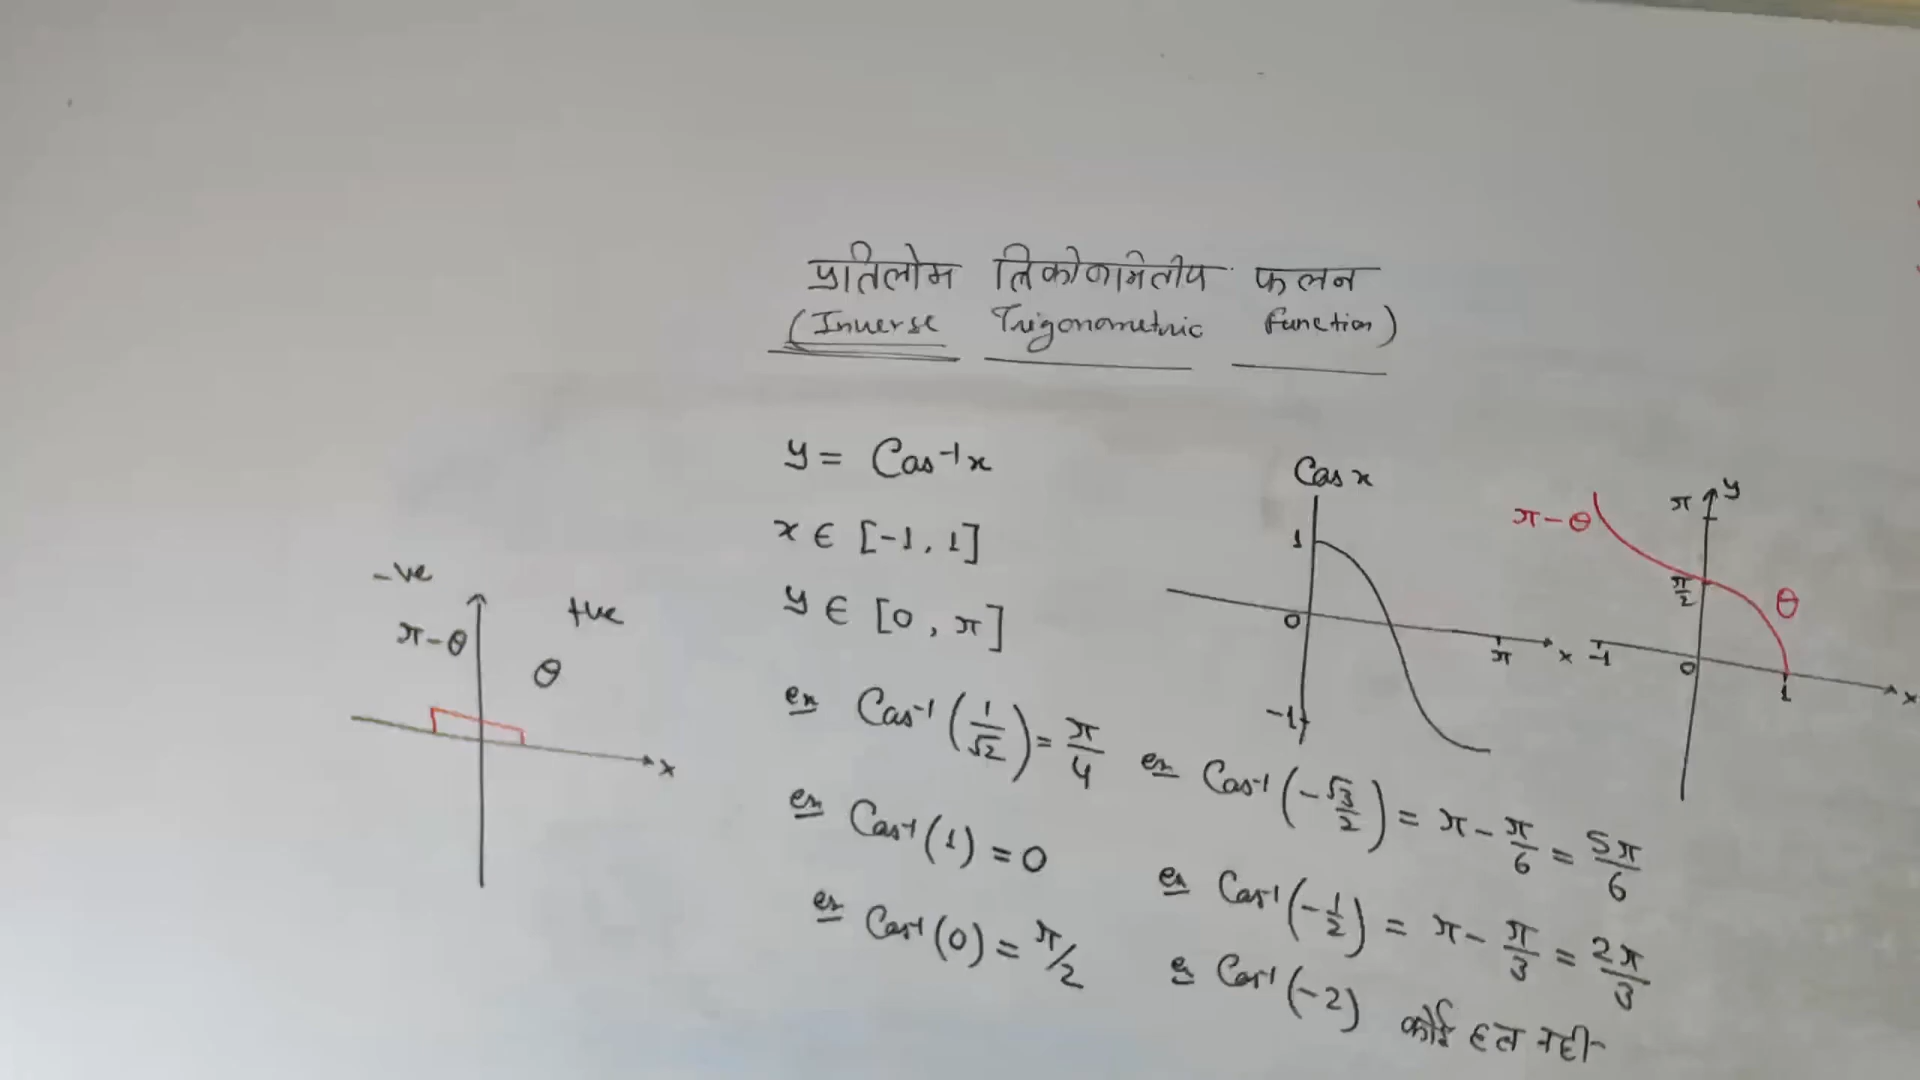 प्रतिलोम त्रिकोणमितीय फलन
(Inverse Trigonometric Function)
y = Cos⁻¹x
x ∈ [-1, 1]
y ∈ [0, π]
-ve
+ve
π-θ
θ
x
Cos x
1
0
-1
π
x
π-θ
π
y
π/2
θ
-1
0
1
x
ex Cos⁻¹(1/√2) = π/4
ex Cos⁻¹(1) = 0
ex Cos⁻¹(0) = π/2
ex Cos⁻¹(-√3/2) = π - π/6 = 5π/6
ex Cos⁻¹(-1/2) = π - π/3 = 2π/3
ex Cos⁻¹(-2) कोई हल नही